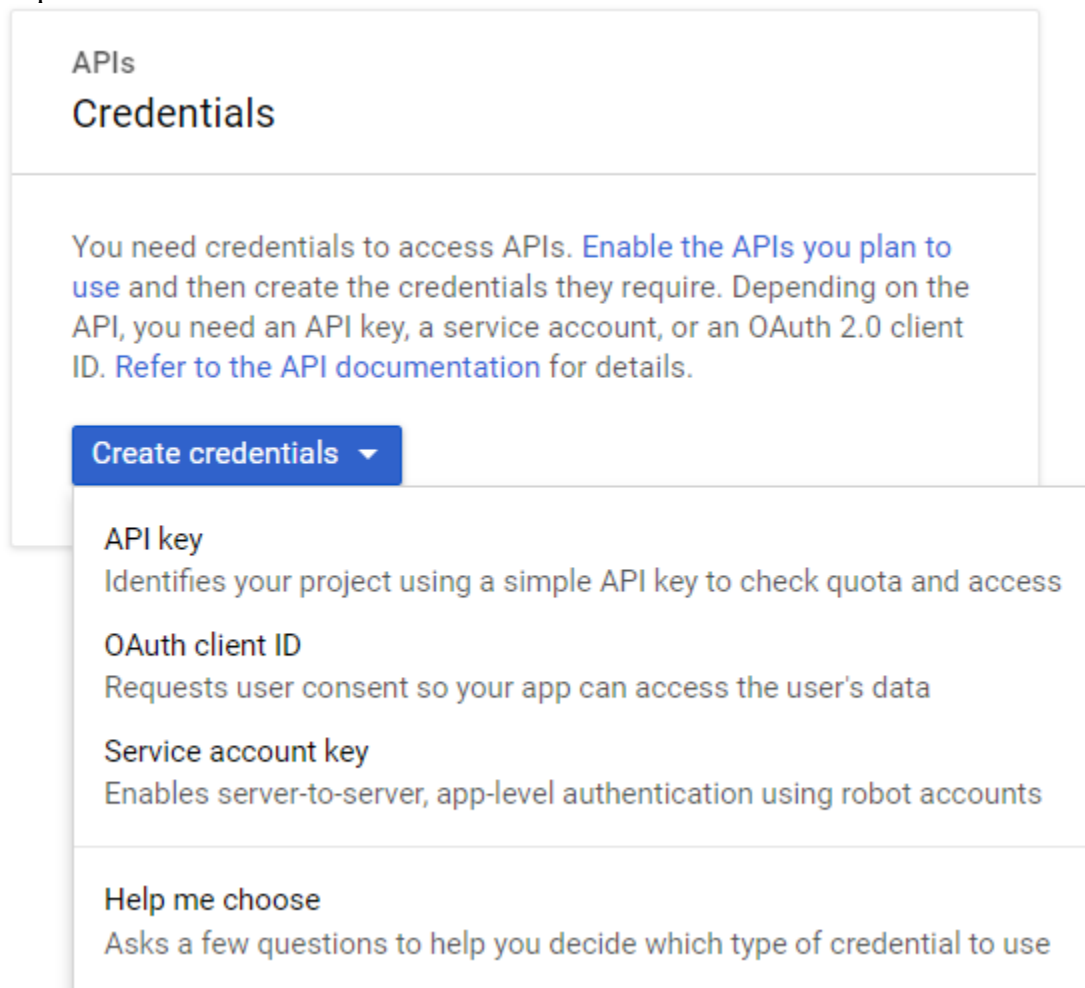 APIs
Credentials
You need credentials to access APIs. Enable the APIs you plan to
use and then create the credentials they require. Depending on the
API, you need an API key, a service account, or an OAuth 2.0 client
ID. Refer to the API documentation for details.
Create credentials
API key
Identifies your project using a simple API key to check quota and access
OAuth client ID
Requests user consent so your app can access the user's data
Service account key
Enables server-to-server, app-level authentication using robot accounts
Help me choose
Asks a few questions to help you decide which type of credential to use